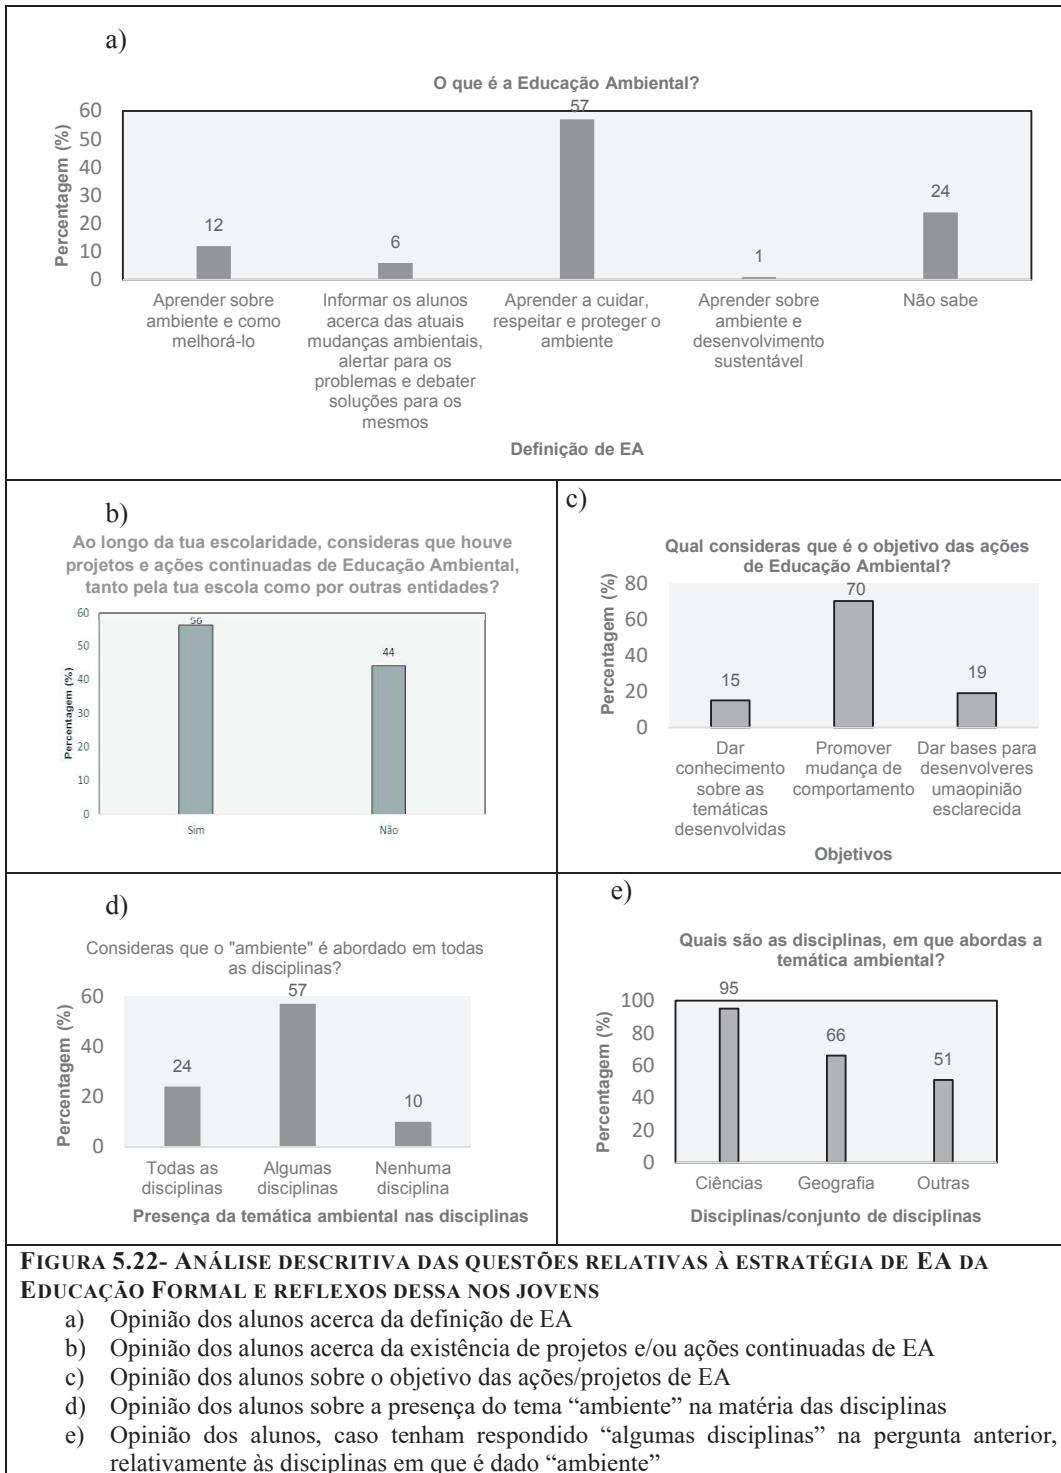 a)
O que é a Educação Ambiental?
Percentagem (%)
60
50
40
30
20
10
0
12
6
57
1
24
Aprender sobre
ambiente e como
melhorá-lo
Informar os alunos
acerca das atuais
mudanças ambientais,
alertar para os
problemas e debater
soluções para os
mesmos
Aprender a cuidar,
respeitar e proteger o
ambiente
Aprender sobre
ambiente e
desenvolvimento
sustentável
Não sabe
Definição de EA
b)
Ao longo da tua escolaridade, consideras que houve
projetos e ações continuadas de Educação Ambiental,
tanto pela tua escola como por outras entidades?
Percentagem (%)
60
50
40
30
20
10
0
56
44
Sim
Não
c)
Qual consideras que é o objetivo das ações
de Educação Ambiental?
Percentagem (%)
80
60
40
20
0
15
70
19
Dar
conhecimento
sobre as
temáticas
desenvolvidas
Promover
mudança de
comportamento
Dar bases para
desenvolveres
umaopinião
esclarecida
Objetivos
d)
Consideras que o "ambiente" é abordado em todas
as disciplinas?
Percentagem (%)
60
40
20
0
24
57
10
Todas as
disciplinas
Algumas
disciplinas
Nenhuma
disciplina
Presença da temática ambiental nas disciplinas
e)
Quais são as disciplinas, em que abordas a
temática ambiental?
Percentagem (%)
100
80
60
40
20
0
95
66
51
Ciências
Geografia
Outras
Disciplinas/conjunto de disciplinas
FIGURA 5.22- ANÁLISE DESCRITIVA DAS QUESTÕES RELATIVAS À ESTRATÉGIA DE EA DA
EDUCAÇÃO FORMAL E REFLEXOS DESSA NOS JOVENS
a) Opinião dos alunos acerca da definição de EA
b) Opinião dos alunos acerca da existência de projetos e/ou ações continuadas de EA
c) Opinião dos alunos sobre o objetivo das ações/projetos de EA
d) Opinião dos alunos sobre a presença do tema “ambiente” na matéria das disciplinas
e) Opinião dos alunos, caso tenham respondido “algumas disciplinas” na pergunta anterior,
relativamente às disciplinas em que é dado “ambiente”